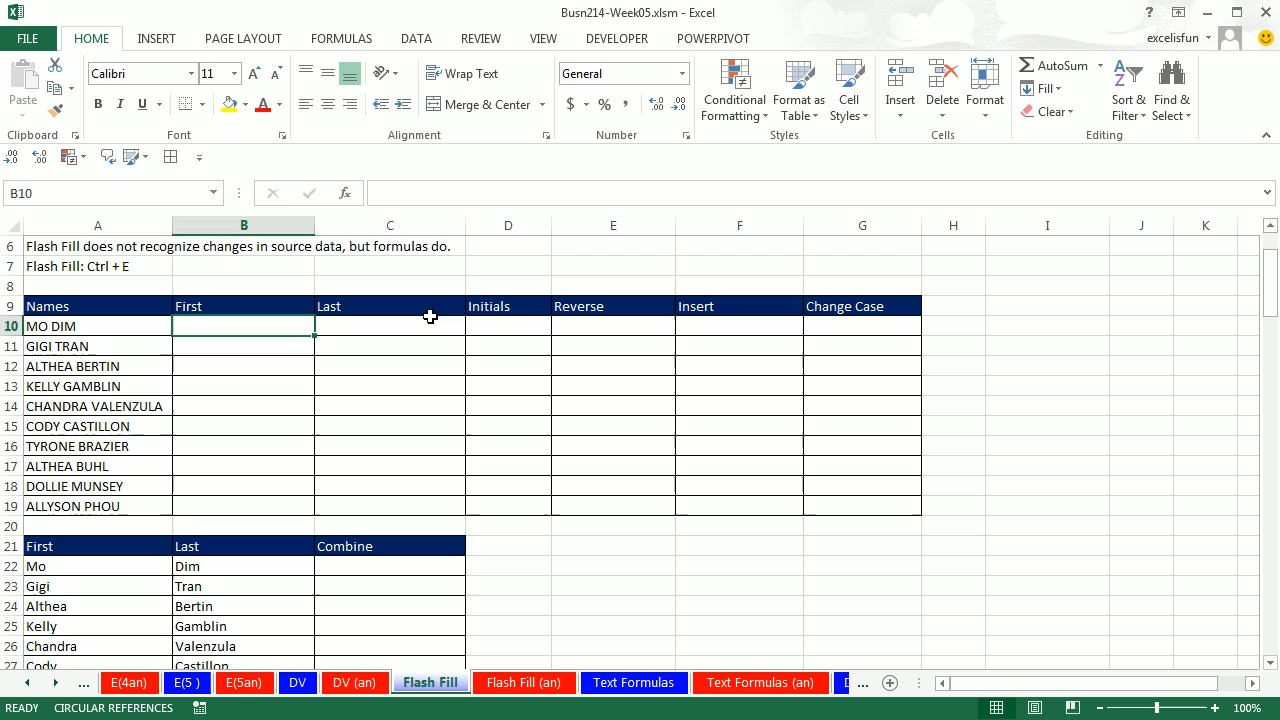 Busn214-Week05.xlsm - Excel
?
FILE HOME INSERT PAGE LAYOUT FORMULAS DATA REVIEW VIEW DEVELOPER POWERPIVOT excelisfun
Paste
Calibri 11
B I U
Wrap Text
Merge & Center
General
$ % ,
Conditional Formatting
Format as Table
Cell Styles
Insert Delete Format
AutoSum
Fill
Clear
Sort & Filter
Find & Select
Clipboard Font Alignment Number Styles Cells Editing
B10 fx
A B C D E F G H I J K
6 Flash Fill does not recognize changes in source data, but formulas do.
7 Flash Fill: Ctrl + E
8
9 Names First Last Initials Reverse Insert Change Case
10 MO DIM
11 GIGI TRAN
12 ALTHEA BERTIN
13 KELLY GAMBLIN
14 CHANDRA VALENZULA
15 CODY CASTILLON
16 TYRONE BRAZIER
17 ALTHEA BUHL
18 DOLLIE MUNSEY
19 ALLYSON PHOU
20
21 First Last Combine
22 Mo Dim
23 Gigi Tran
24 Althea Bertin
25 Kelly Gamblin
26 Chandra Valenzula
27 Cody Castillon
... E(4an) E(5 ) E(5an) DV DV (an) Flash Fill Flash Fill (an) Text Formulas Text Formulas (an) ...
READY CIRCULAR REFERENCES 100%